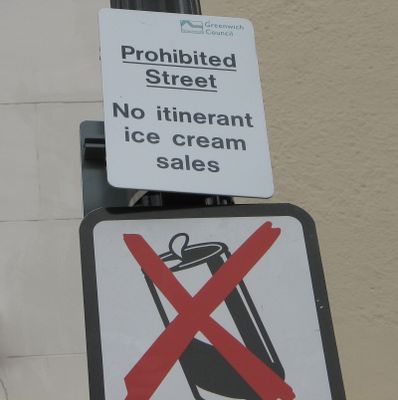 Greenwich
Council
Prohibited
Street
No itinerant
ice cream
sales